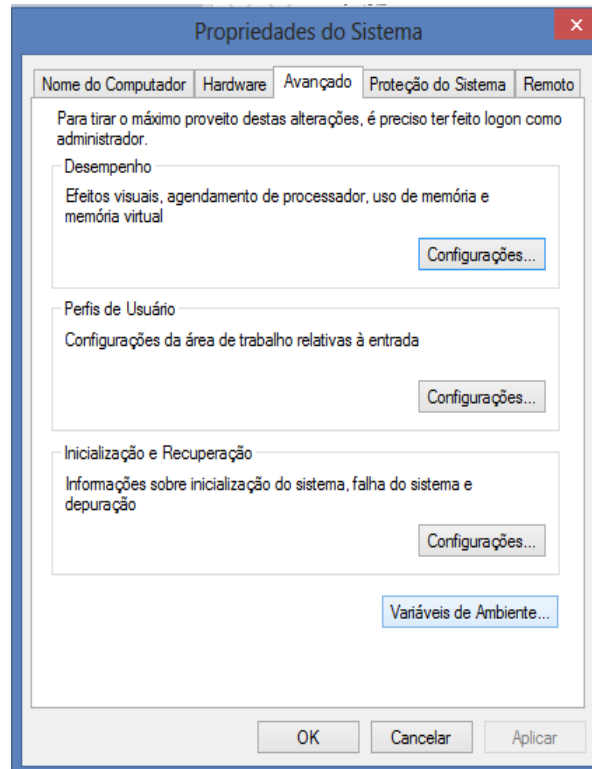 Propriedades do Sistema
Nome do Computador Hardware Avançado Proteção do Sistema Remoto
Para tirar o máximo proveito destas alterações, é preciso ter feito logon como
administrador.
Desempenho
Efeitos visuais, agendamento de processador, uso de memória e
memória virtual
Configurações...
Perfis de Usuário
Configurações da área de trabalho relativas à entrada
Configurações...
Inicialização e Recuperação
Informações sobre inicialização do sistema, falha do sistema e
depuração
Configurações...
Variáveis de Ambiente...
OK Cancelar Aplicar